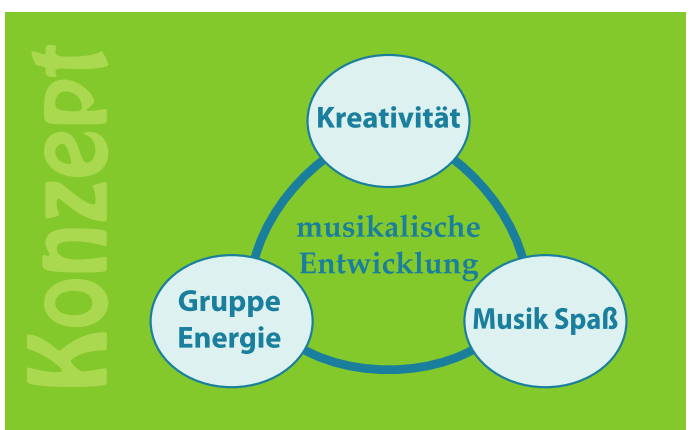 Konzept
Kreativität
musikalische
Entwicklung
Gruppe
Energie
Musik Spaß